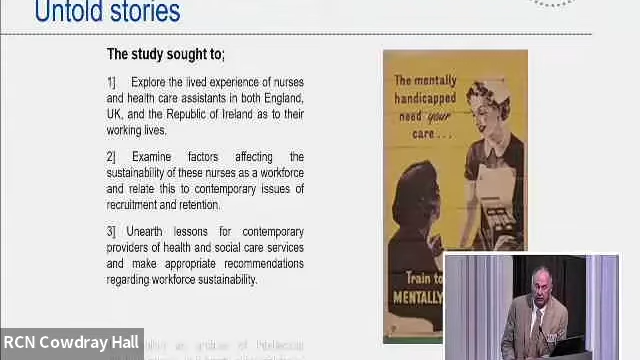 Untold stories
The study sought to;
1] Explore the lived experience of nurses
and health care assistants in both England,
UK, and the Republic of Ireland as to their
working lives.
2] Examine factors affecting the
sustainability of these nurses as a workforce
and relate this to contemporary issues of
recruitment and retention.
3] Unearth lessons for contemporary
providers of health and social care services
and make appropriate recommendations
regarding workforce sustainability.
The mentally
handicapped
need your
care...
Train to
MENTALLY
RCN Cowdray Hall